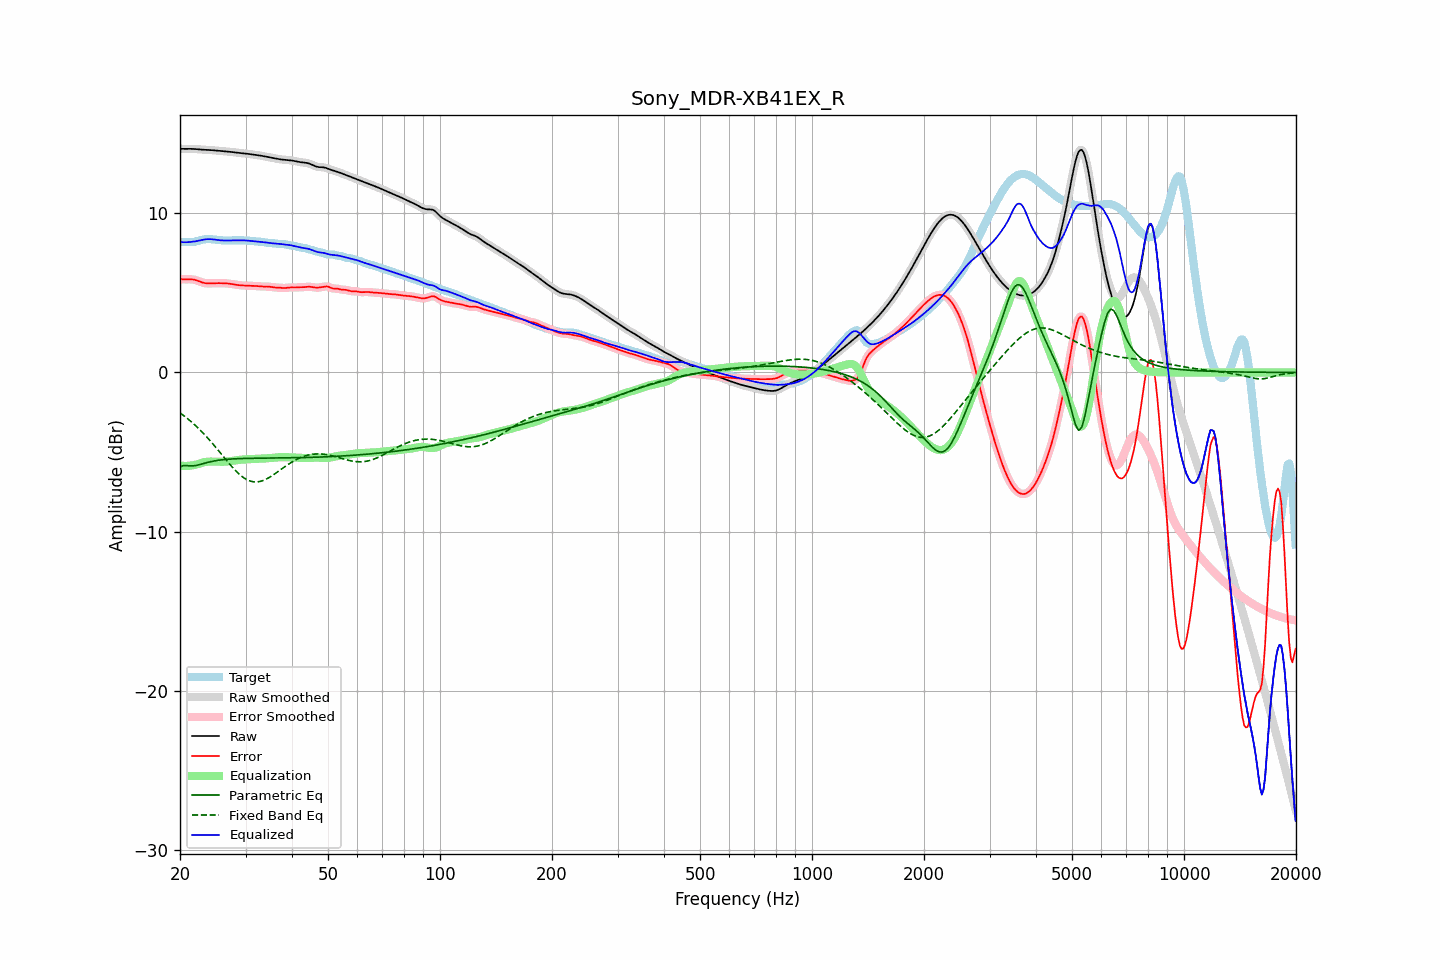 Sony_MDR-XB41EX_R
Amplitude (dBr)
10
0
−10
−20
−30
Target
Raw Smoothed
Error Smoothed
Raw
Error
Equalization
Parametric Eq
Fixed Band Eq
Equalized
20 50 100 200 500 1000 2000 5000 10000 20000
Frequency (Hz)